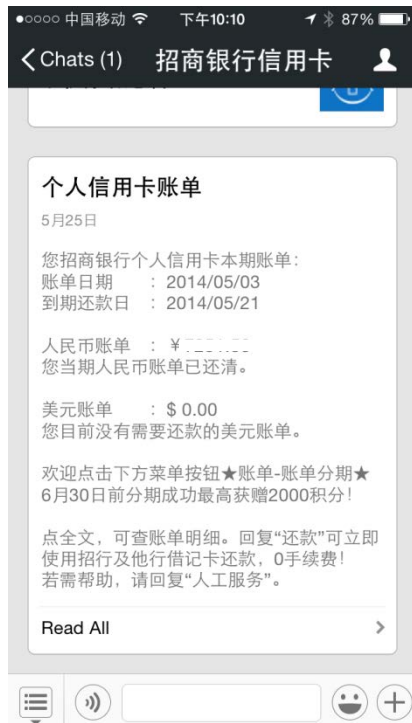 中国移动 下午10:10 87%
Chats (1) 招商银行信用卡
个人信用卡账单
5月25日
您招商银行个人信用卡本期账单:
账单日期 : 2014/05/03
到期还款日 : 2014/05/21
人民币账单 : ¥
您当期人民币账单已还清。
美元账单 : $ 0.00
您目前没有需要还款的美元账单。
欢迎点击下方菜单按钮★账单-账单分期★
6月30日前分期成功最高获赠2000积分!
点全文，可查账单明细。回复“还款”可立即
使用招行及他行借记卡还款，0手续费!
若需帮助，请回复“人工服务”。
Read All